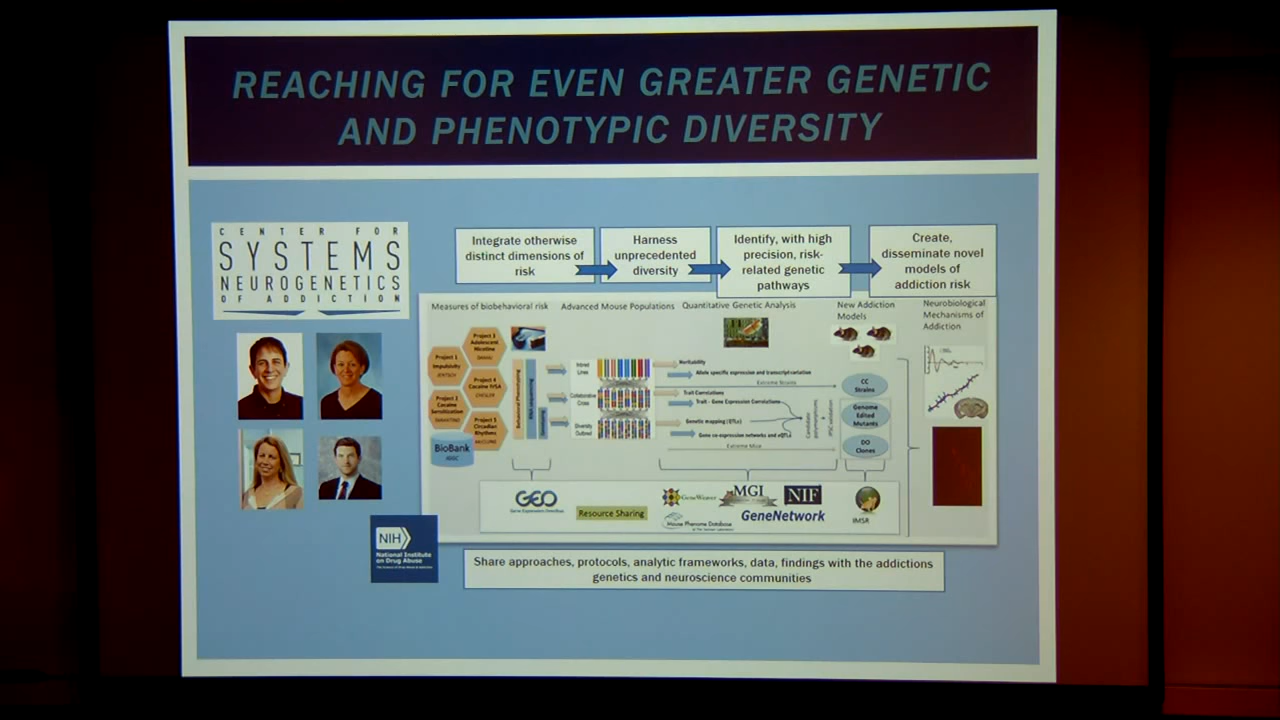 REACHING FOR EVEN GREATER GENETIC
AND PHENOTYPIC DIVERSITY
CENTER FOR
SYSTEMS
NEUROGENETICS
OF ADDICTION
Integrate otherwise
distinct dimensions of
risk
Harness
unprecedented
diversity
Identify, with high
precision, risk-
related genetic
pathways
Create,
disseminate novel
models of
addiction risk
Measures of biobehavioral risk
Advanced Mouse Populations
Quantitative Genetic Analysis
New Addiction
Models
Neurobiological
Mechanisms of
Addiction
Project 3
Adolescent
Nicotine
Project 1
Impulsivity
JENTSCH
Project 4
Cocaine IVSA
CHESLER
Project 2
Cocaine
Sensitization
Project 5
Circadian
Rhythms
BioBank
Behavioral Phenotyping
Inbred
Lines
Collaborative
Cross
Diversity
Outbred
Heritability
Allele specific expression and transcript variation
Extreme Strains
Trait Correlations
Trait - Gene Expression Correlations
Genetic mapping (QTLs)
Gene co-expression networks and eQTLs
Extreme Mice
Candidate
polymorphisms
CC
Strains
Genome
Edited
Mutants
DO
Clones
GEO
Gene Expression Omnibus
Resource Sharing
GeneWeaver
MGI
NIF
Mouse Phenome Database
GeneNetwork
IMSR
NIH
National Institute
on Drug Abuse
Share approaches, protocols, analytic frameworks, data, findings with the addictions
genetics and neuroscience communities